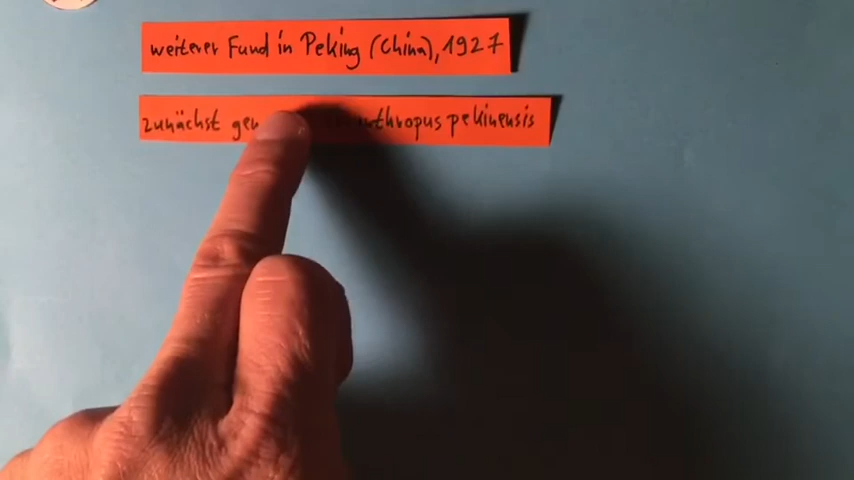 weiterer Fund in Peking (China), 1927
zunächst pekinensis